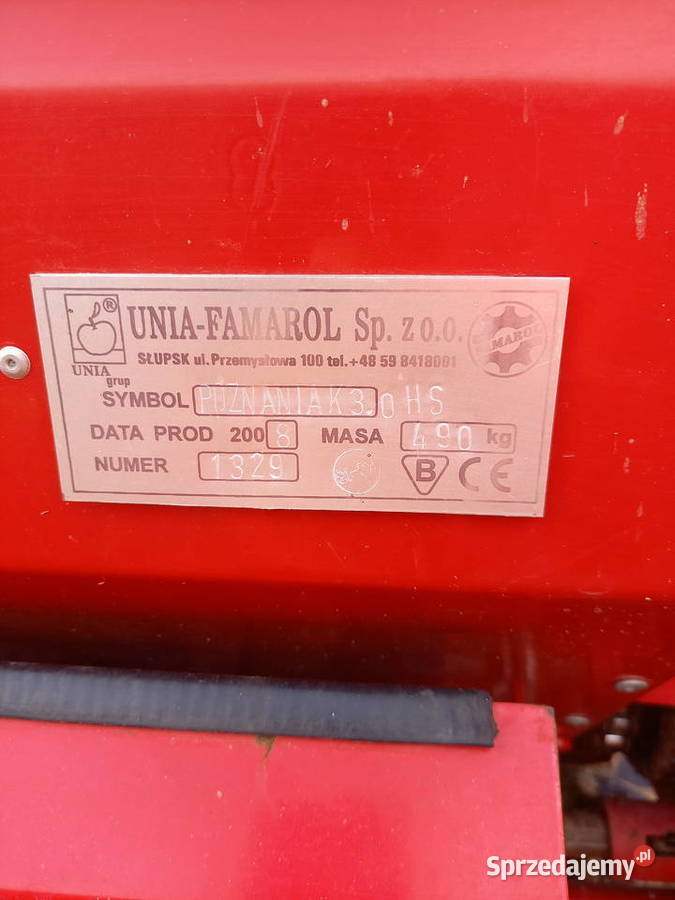 ®
UNIA-FAMAROL Sp. z o.o.
SŁUPSK ul.Przemysłowa 100 tel.+48 59 8418001
UNIA
grup
MAROL
SYMBOL POZNANIAK 3.0 HS
DATA PROD 2008 MASA 490 kg
NUMER 1329 B CE
Sprzedajemy.pl